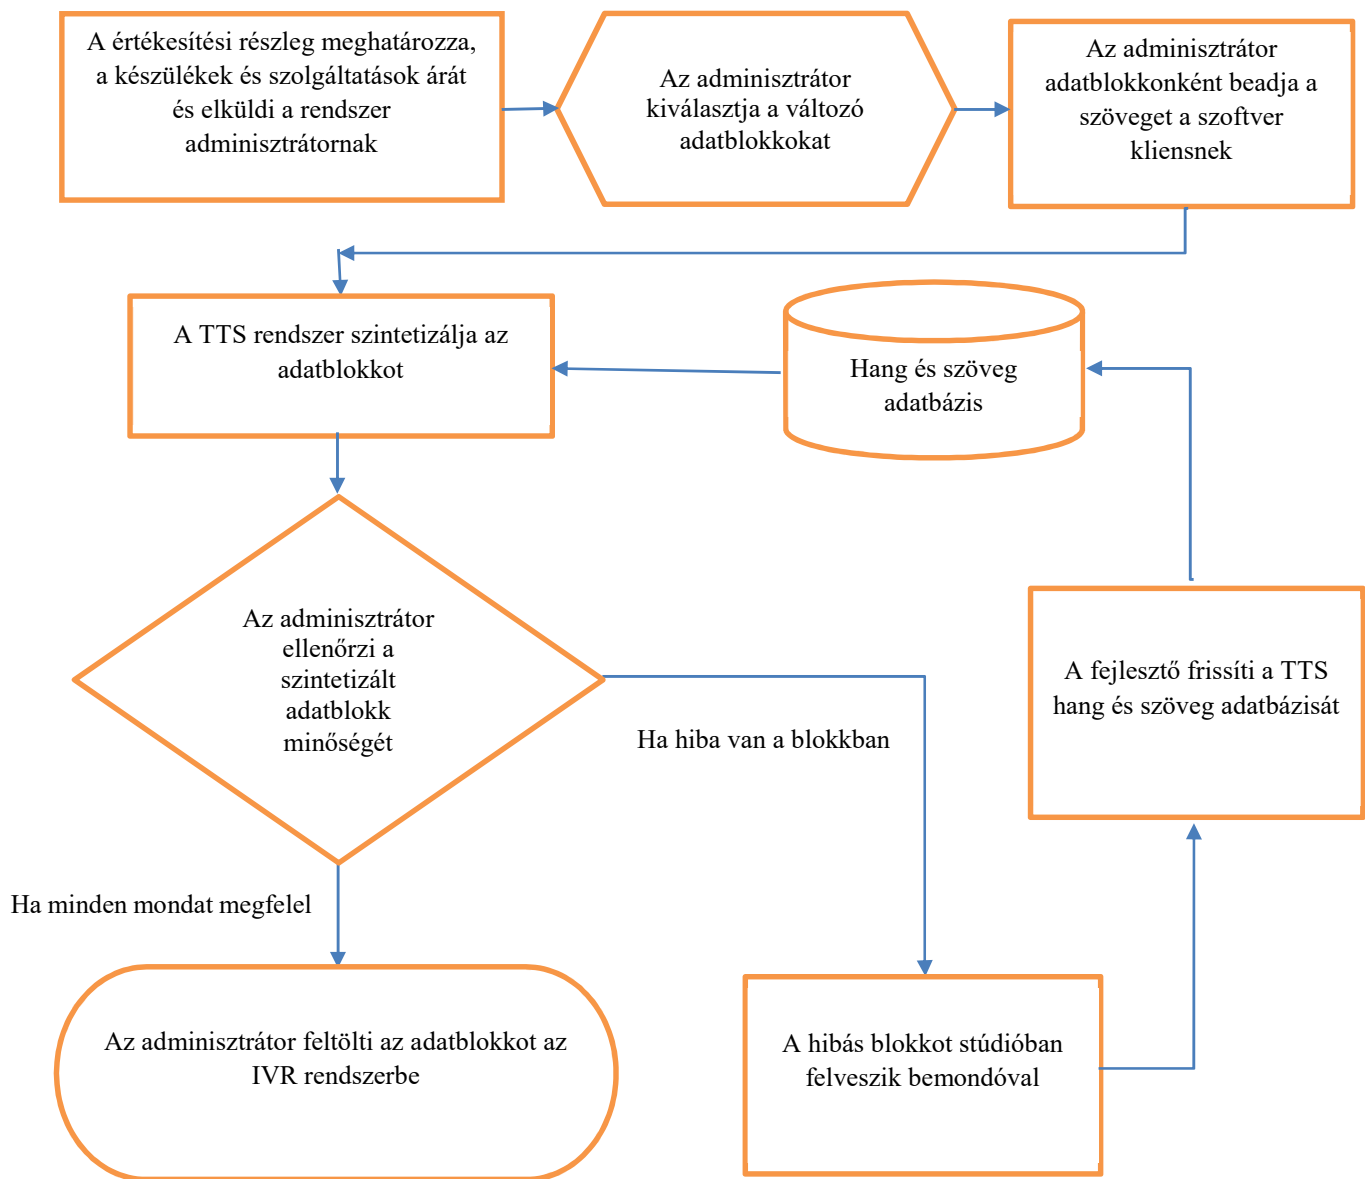 A értékesítési részleg meghatározza,
a készülékek és szolgáltatások árát
és elküldi a rendszer
adminisztrátornak
Az adminisztrátor
kiválasztja a változó
adatblokkokat
Az adminisztrátor
adatblokkonként beadja a
szöveget a szoftver
kliensnek
A TTS rendszer szintetizálja az
adatblokkot
Hang és szöveg
adatbázis
Az adminisztrátor
ellenőrzi a
szintetizált
adatblokk
minőségét
Ha hiba van a blokkban
A fejlesztő frissíti a TTS
hang és szöveg adatbázisát
Ha minden mondat megfelel
Az adminisztrátor feltölti az adatblokkot az
IVR rendszerbe
A hibás blokkot stúdióban
felveszik bemondóval